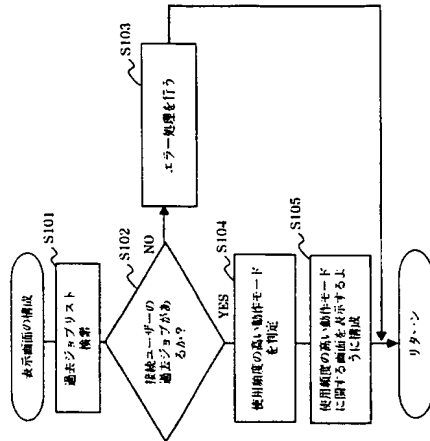 表示画面の構成
S101
過去ジョブリスト
検索
S102
接続ユーザーの
過去ジョブがあ
るか?
NO
S103
エラー処理を行う
YES
S104
使用頻度の高い動作モード
を判定
S105
使用頻度の高い動作モード
に関する画面を表示するよ
うに構成
リターン